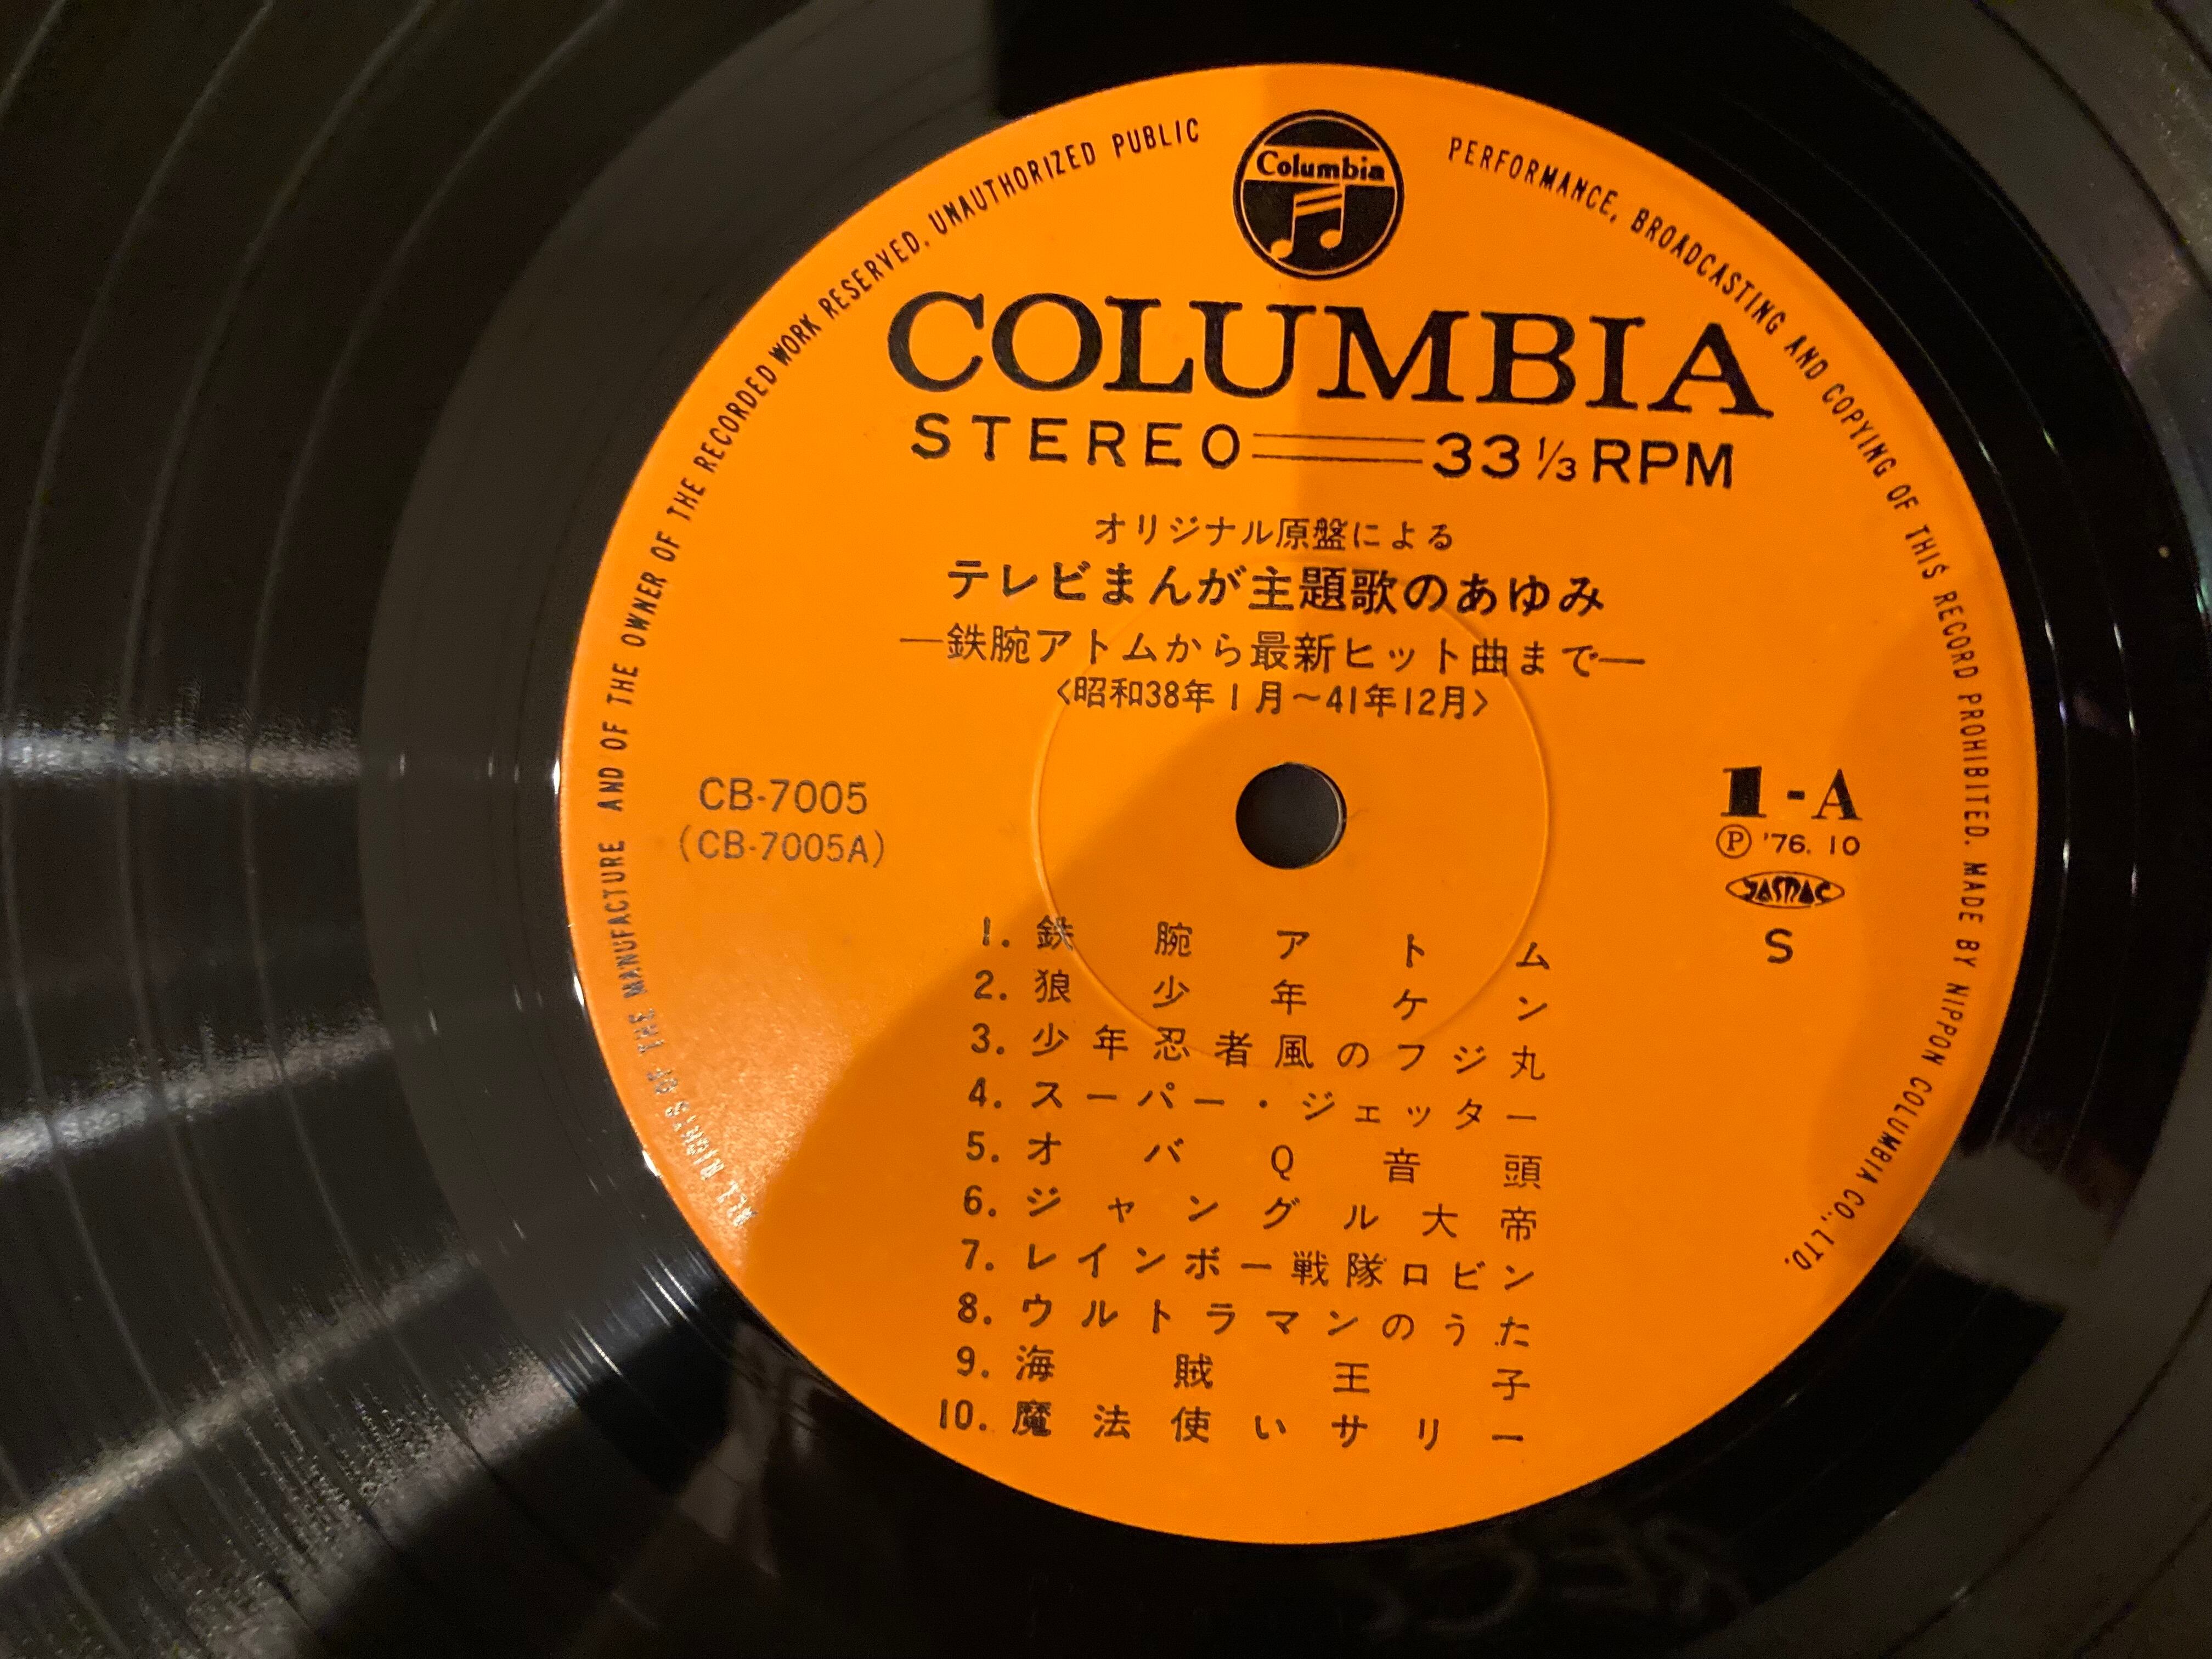 ALL RIGHTS OF THE MANUFACTURE AND OF THE OWNER OF THE RECORDED WORK RESERVED. UNAUTHORIZED PUBLIC PERFORMANCE, BROADCASTING AND COPYING OF THIS RECORD PROHIBITED. MADE BY NIPPON COLUMBIA CO., LTD.
Columbia
COLUMBIA
STEREO 33 1/3 RPM
オリジナル原盤による
テレビまんが主題歌のあゆみ
―鉄腕アトムから最新ヒット曲まで―
〈昭和38年1月〜41年12月〉
CB-7005
(CB-7005A)
1-A
Ⓟ '76. 10
JASRAC
S
1. 鉄腕アトム
2. 狼少年ケン
3. 少年忍者風のフジ丸
4. スーパー・ジェッター
5. オバQ音頭
6. ジャングル大帝
7. レインボー戦隊ロビン
8. ウルトラマンのうた
9. 海賊王子
10. 魔法使いサリー